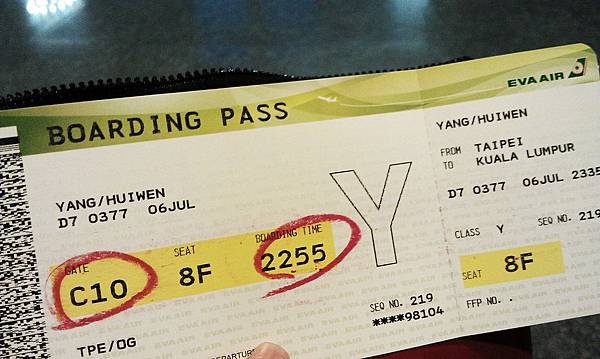 BOARDING PASS
YANG/HUIWEN
D7 0377 06JUL
GATE
C10
SEAT
8F
BOARDING TIME
2255
Y
SEQ NO. 219
****98104
TPE/OG
EVA AIR
YANG/HUIWEN
FROM TAIPEI
TO KUALA LUMPUR
D7 0377 06JUL 2335
CLASS Y SEQ NO. 219
SEAT 8F
FFP NO. .